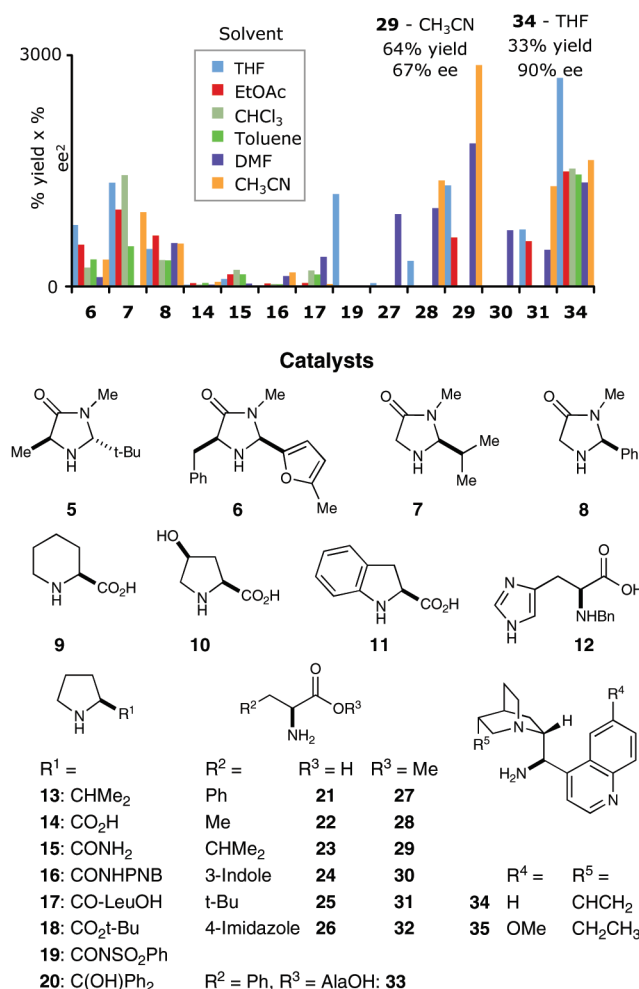 29 - CH₃CN
64% yield
67% ee
34 - THF
33% yield
90% ee
Solvent
THF
EtOAc
CHCl₃
Toluene
DMF
CH₃CN
3000
% yield x %
ee²
0
6 7 8 14 15 16 17 19 27 28 29 30 31 34
Catalysts
O
N
Me
Me
N
H
t-Bu
5
O
N
Me
Ph
N
H
O
Me
6
O
N
Me
N
H
Me
Me
7
O
N
Me
N
H
Ph
8
N
H
CO₂H
9
HO
N
H
CO₂H
10
N
H
CO₂H
11
N
N
H
O
OH
NHBn
12
N
H
R¹
R²
O
OR³
NH₂
N
R⁵
H
H₂N
R⁴
N
R¹ = R² = R³ = H R³ = Me
13: CHMe₂ Ph 21 27
14: CO₂H Me 22 28
15: CONH₂ CHMe₂ 23 29
16: CONHPNB 3-Indole 24 30
17: CO-LeuOH t-Bu 25 31
18: CO₂t-Bu 4-Imidazole 26 32
19: CONSO₂Ph
20: C(OH)Ph₂ R² = Ph, R³ = AlaOH: 33
R⁴ = R⁵ =
34 H CHCH₂
35 OMe CH₂CH₃